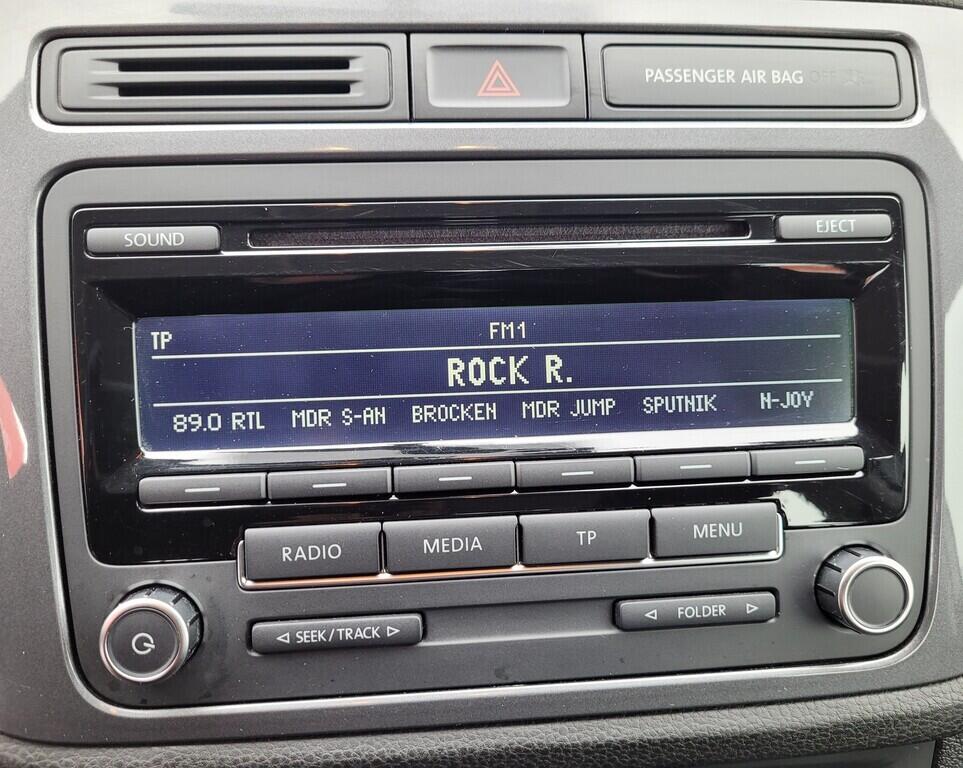 PASSENGER AIR BAG OFF
SOUND
EJECT
TP
FM1
ROCK R.
89.0 RTL MDR S-AN BROCKEN MDR JUMP SPUTNIK N-JOY
RADIO MEDIA TP MENU
SEEK/TRACK
FOLDER